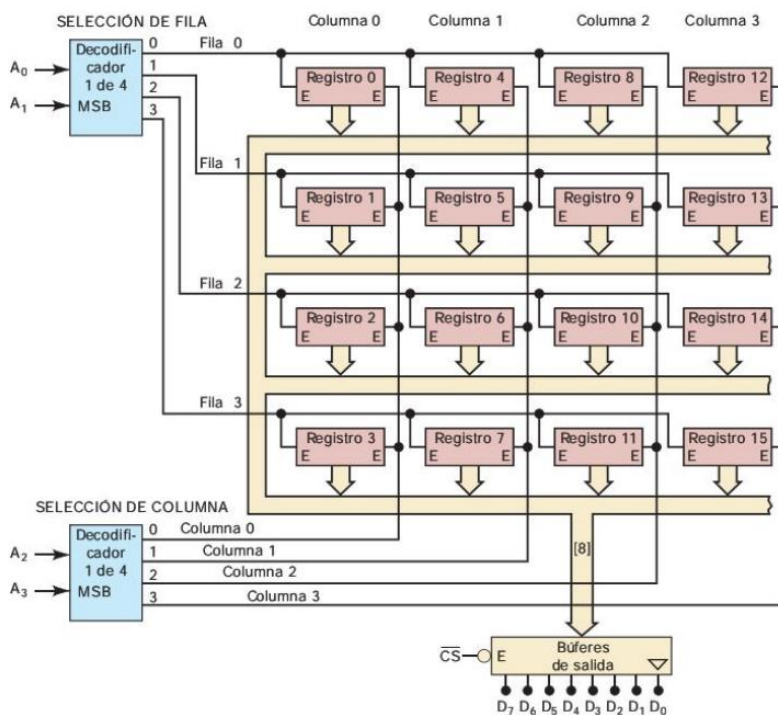 SELECCIÓN DE FILA
Columna 0 Columna 1 Columna 2 Columna 3
Decodifi-
cador
1 de 4
MSB
A0
A1
0
1
2
3
Fila 0
Registro 0
E E
Registro 4
E E
Registro 8
E E
Registro 12
E E
Fila 1
Registro 1
E E
Registro 5
E E
Registro 9
E E
Registro 13
E E
Fila 2
Registro 2
E E
Registro 6
E E
Registro 10
E E
Registro 14
E E
Fila 3
Registro 3
E E
Registro 7
E E
Registro 11
E E
Registro 15
E E
SELECCIÓN DE COLUMNA
Decodifi-
cador
1 de 4
MSB
A2
A3
0
1
2
3
Columna 0
Columna 1
Columna 2
Columna 3
[8]
C̅S̅
E
Búferes
de salida
D7 D6 D5 D4 D3 D2 D1 D0